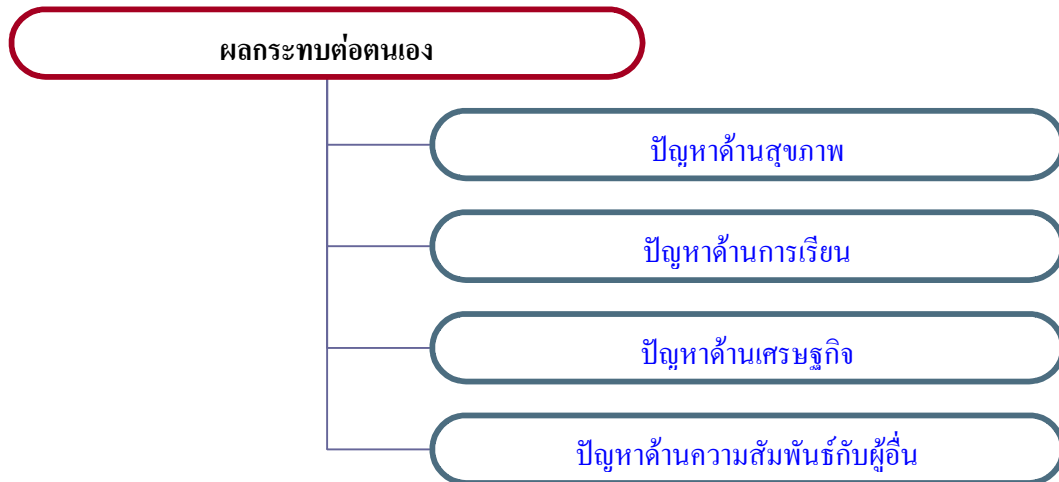 ผลกระทบต่อตนเอง
ปัญหาด้านสุขภาพ
ปัญหาด้านการเรียน
ปัญหาด้านเศรษฐกิจ
ปัญหาด้านความสัมพันธ์กับผู้อื่น